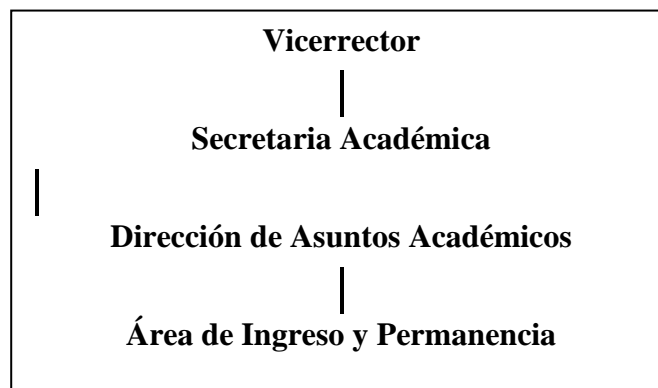 Vicerrector
Secretaria Académica
Dirección de Asuntos Académicos
Área de Ingreso y Permanencia